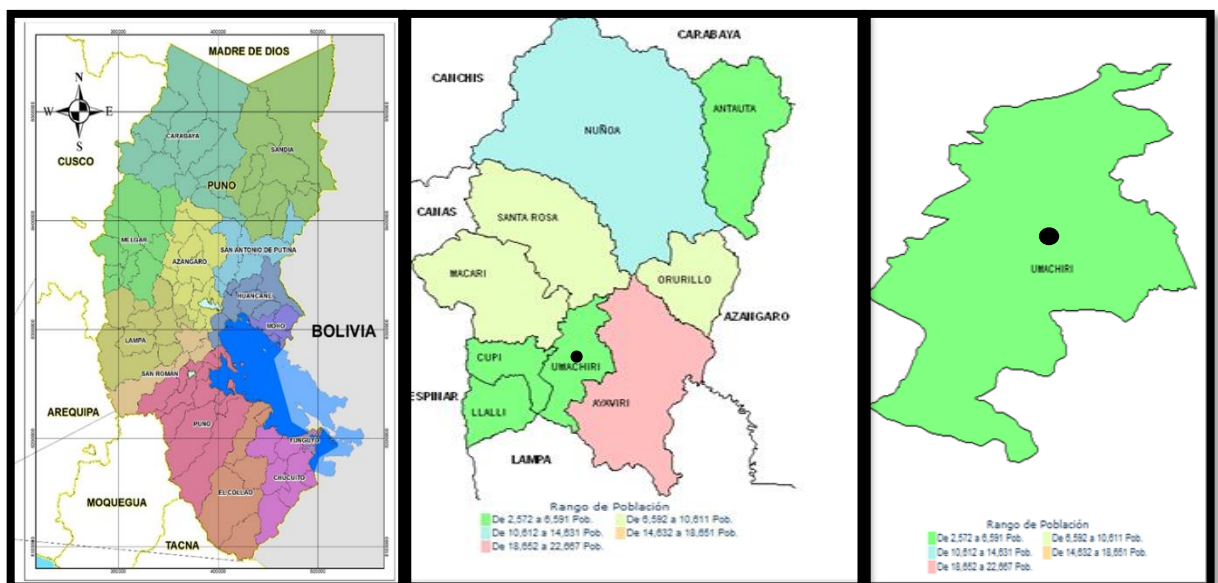 MADRE DE DIOS
N
W
E
S
CUSCO
CARABAYA
SANDIA
PUNO
MELGAR
AZANGARO
SAN ANTONIO DE PUTINA
HUANCANE
MOHO
BOLIVIA
LAMPA
SAN ROMAN
AREQUIPA
PUNO
YUNGUYO
CHUCUITO
EL COLLAO
MOQUEGUA
TACNA
CARABAYA
CANCHIS
ANTAUTA
NUÑOA
CANAS
SANTA ROSA
MACARI
ORURILLO
AZANGARO
CUPI
UMACHIRI
ESPINAR
LLALLI
AYAVIRI
LAMPA
Rango de Población
De 2,572 a 6,591 Pob. De 6,592 a 10,611 Pob.
De 10,612 a 14,631 Pob. De 14,632 a 18,651 Pob.
De 18,652 a 22,667 Pob.
UMACHIRI
Rango de Población
De 2,572 a 6,591 Pob. De 6,592 a 10,611 Pob.
De 10,612 a 14,631 Pob. De 14,632 a 18,651 Pob.
De 18,652 a 22,667 Pob.